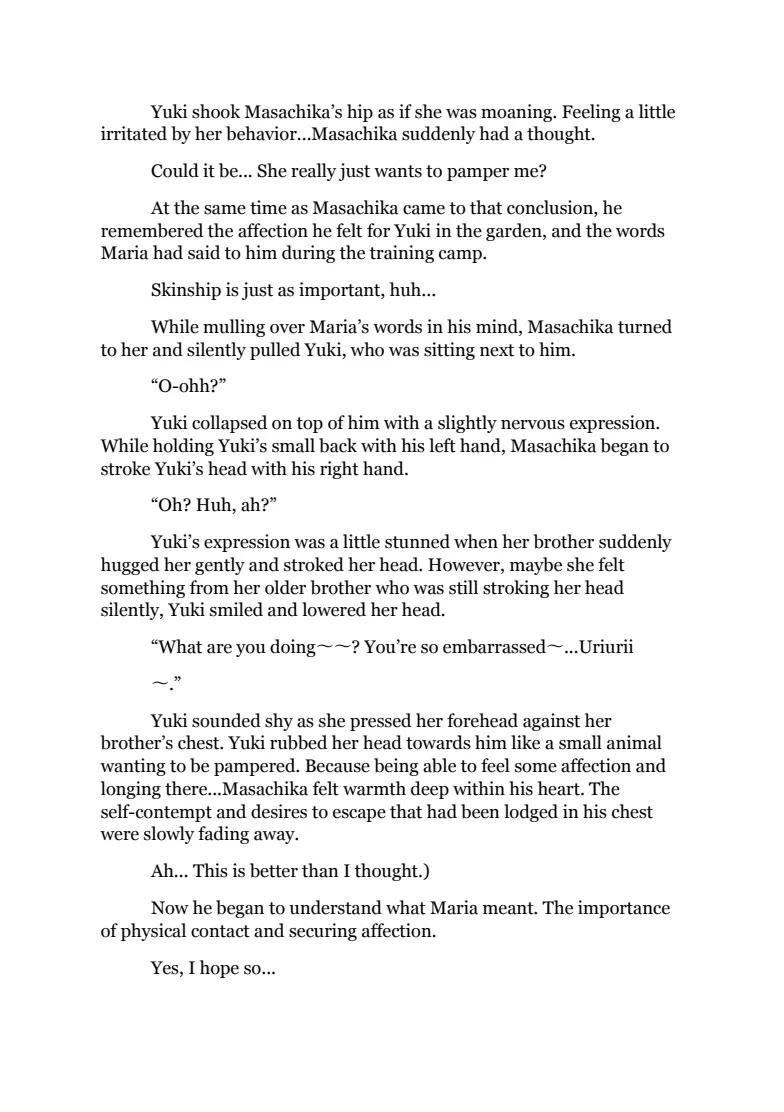 Yuki shook Masachika’s hip as if she was moaning. Feeling a little
irritated by her behavior...Masachika suddenly had a thought.
Could it be... She really just wants to pamper me?
At the same time as Masachika came to that conclusion, he
remembered the affection he felt for Yuki in the garden, and the words
Maria had said to him during the training camp.
Skinship is just as important, huh...
While mulling over Maria’s words in his mind, Masachika turned
to her and silently pulled Yuki, who was sitting next to him.
“O-ohh?”
Yuki collapsed on top of him with a slightly nervous expression.
While holding Yuki’s small back with his left hand, Masachika began to
stroke Yuki’s head with his right hand.
“Oh? Huh, ah?”
Yuki’s expression was a little stunned when her brother suddenly
hugged her gently and stroked her head. However, maybe she felt
something from her older brother who was still stroking her head
silently, Yuki smiled and lowered her head.
“What are you doing~~? You’re so embarrassed~...Uriurii
~.”
Yuki sounded shy as she pressed her forehead against her
brother’s chest. Yuki rubbed her head towards him like a small animal
wanting to be pampered. Because being able to feel some affection and
longing there...Masachika felt warmth deep within his heart. The
self-contempt and desires to escape that had been lodged in his chest
were slowly fading away.
Ah... This is better than I thought.)
Now he began to understand what Maria meant. The importance
of physical contact and securing affection.
Yes, I hope so...